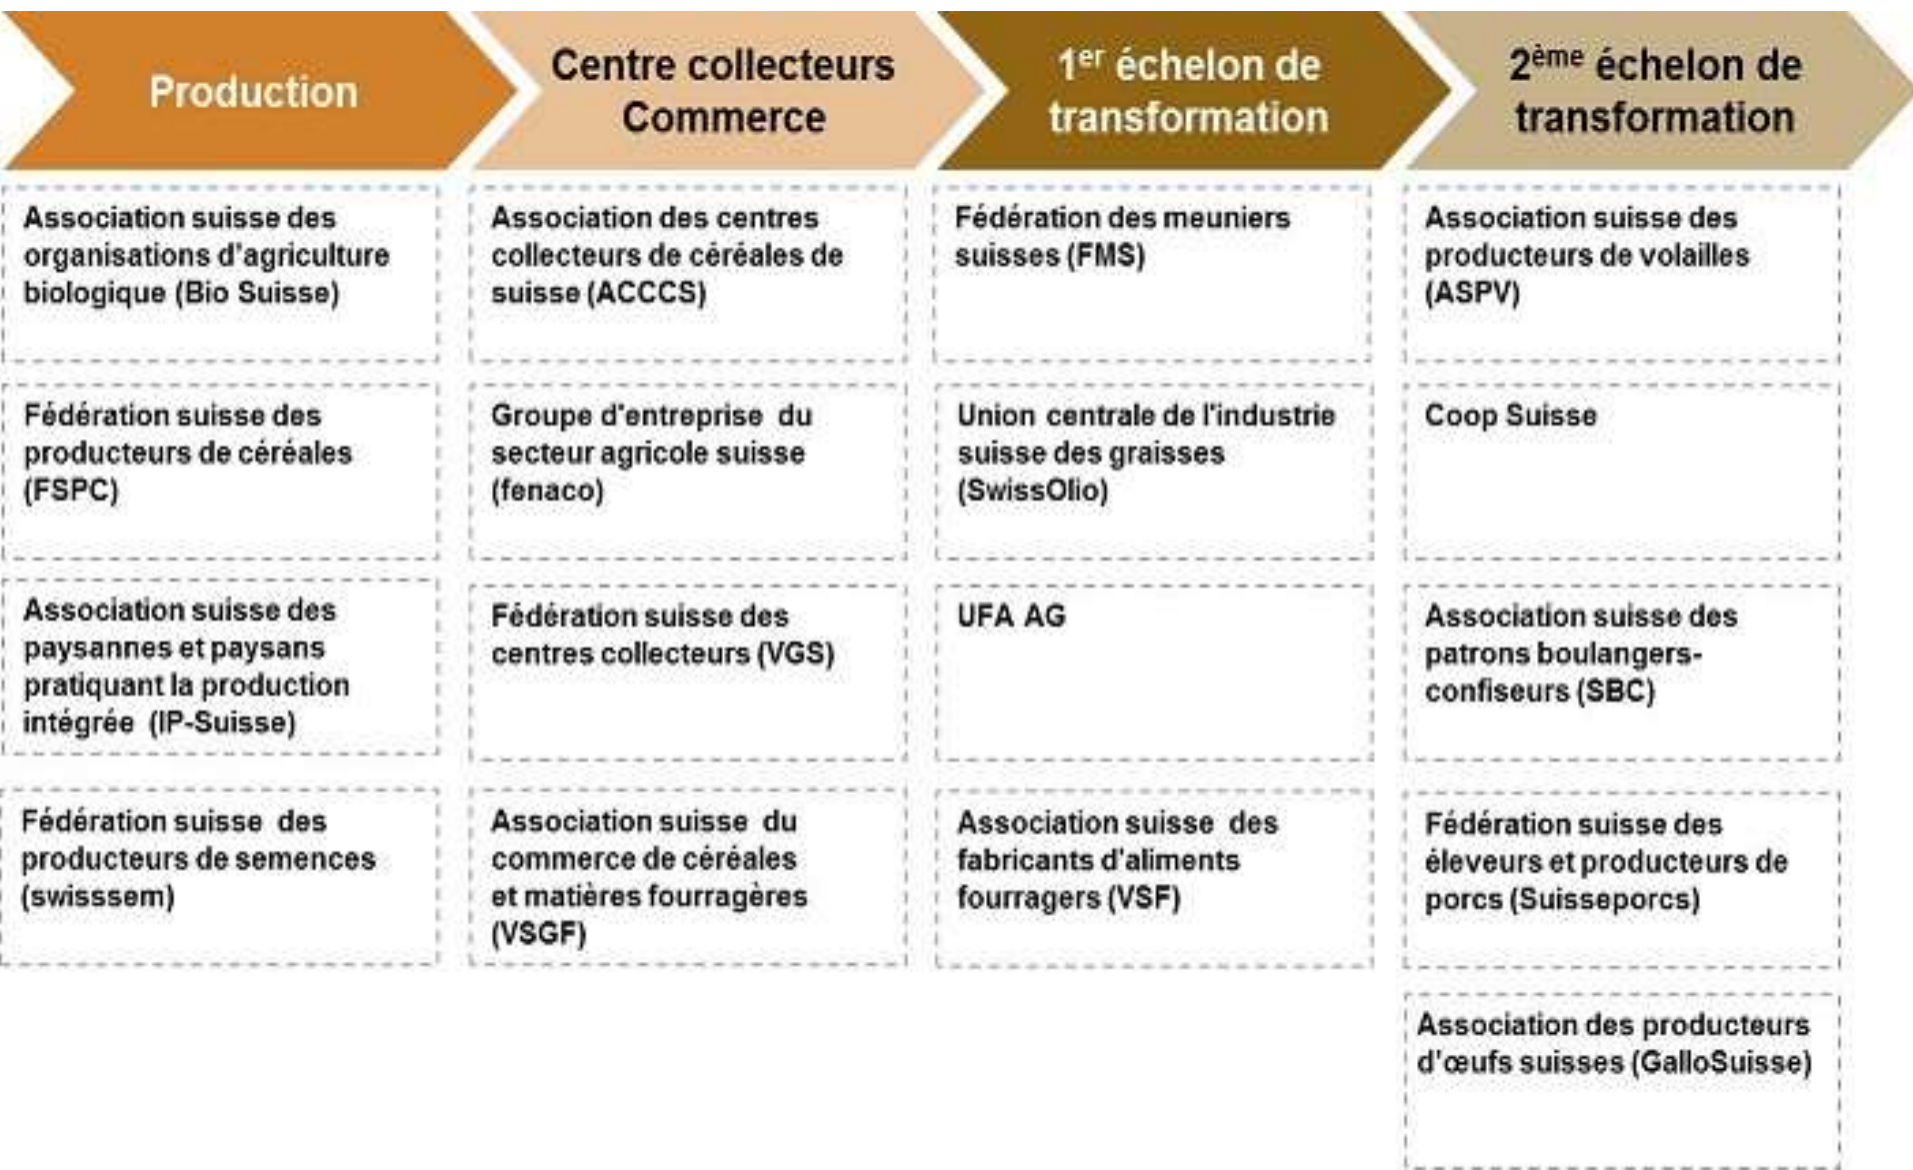 Production
Centre collecteurs
Commerce
1er échelon de
transformation
2ème échelon de
transformation
Association suisse des
organisations d'agriculture
biologique (Bio Suisse)
Fédération suisse des
producteurs de céréales
(FSPC)
Association suisse des
paysannes et paysans
pratiquant la production
intégrée (IP-Suisse)
Fédération suisse des
producteurs de semences
(swisssem)
Association des centres
collecteurs de céréales de
suisse (ACCCS)
Groupe d'entreprise du
secteur agricole suisse
(fenaco)
Fédération suisse des
centres collecteurs (VGS)
Association suisse du
commerce de céréales
et matières fourragères
(VSGF)
Fédération des meuniers
suisses (FMS)
Union centrale de l'industrie
suisse des graisses
(SwissOlio)
UFA AG
Association suisse des
fabricants d'aliments
fourragers (VSF)
Association suisse des
producteurs de volailles
(ASPV)
Coop Suisse
Association suisse des
patrons boulangers-
confiseurs (SBC)
Fédération suisse des
éleveurs et producteurs de
porcs (Suisseporcs)
Association des producteurs
d'œufs suisses (GalloSuisse)